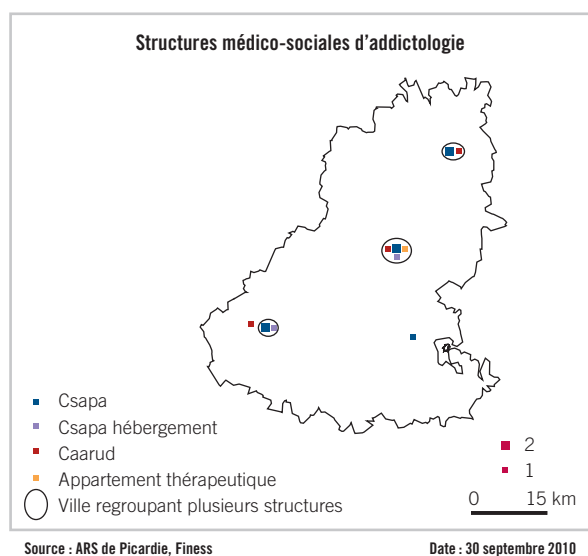 Structures médico-sociales d'addictologie
Csapa
Csapa hébergement
Caarud
Appartement thérapeutique
Ville regroupant plusieurs structures
2
1
0 15 km
Source : ARS de Picardie, Finess Date : 30 septembre 2010